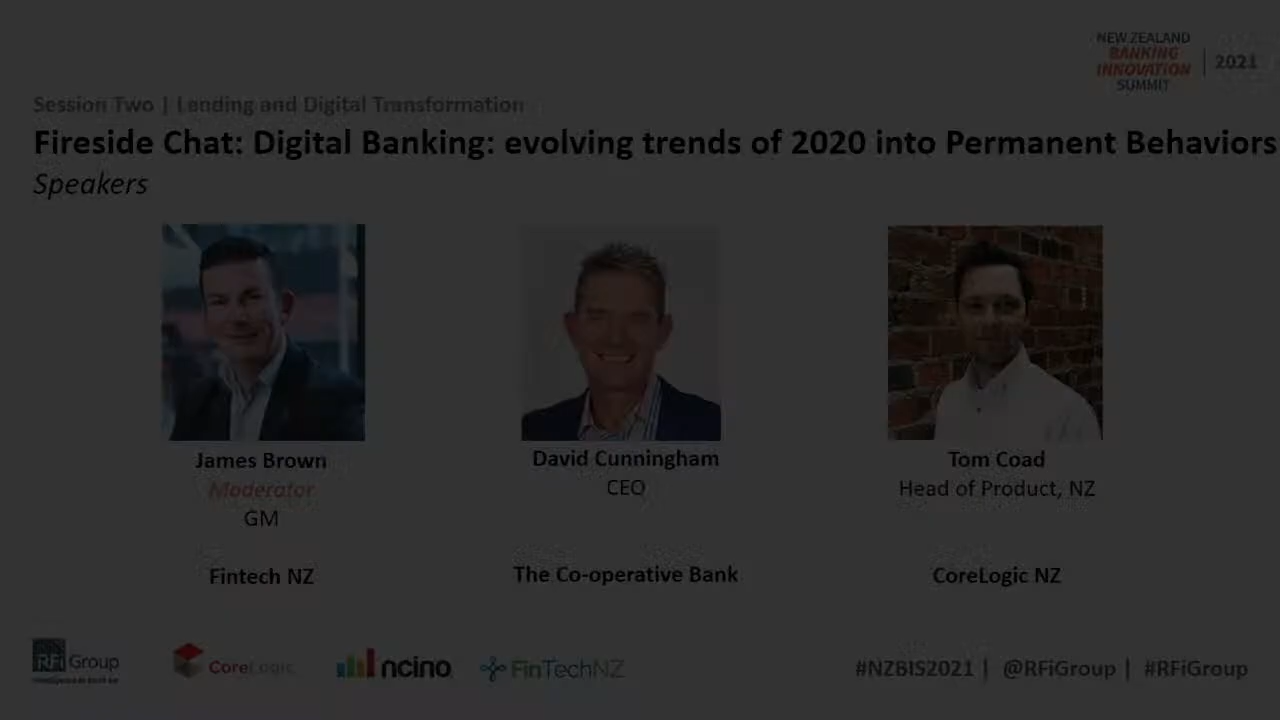 NEW ZEALAND
BANKING
INNOVATION
SUMMIT
2021
Session Two | Lending and Digital Transformation
Fireside Chat: Digital Banking: evolving trends of 2020 into Permanent Behaviors
Speakers
James Brown
Moderator
GM
Fintech NZ
David Cunningham
CEO
The Co-operative Bank
Tom Coad
Head of Product, NZ
CoreLogic NZ
RFi Group
CoreLogic
ncino
FinTechNZ
#NZBIS2021 | @RFiGroup | #RFiGroup